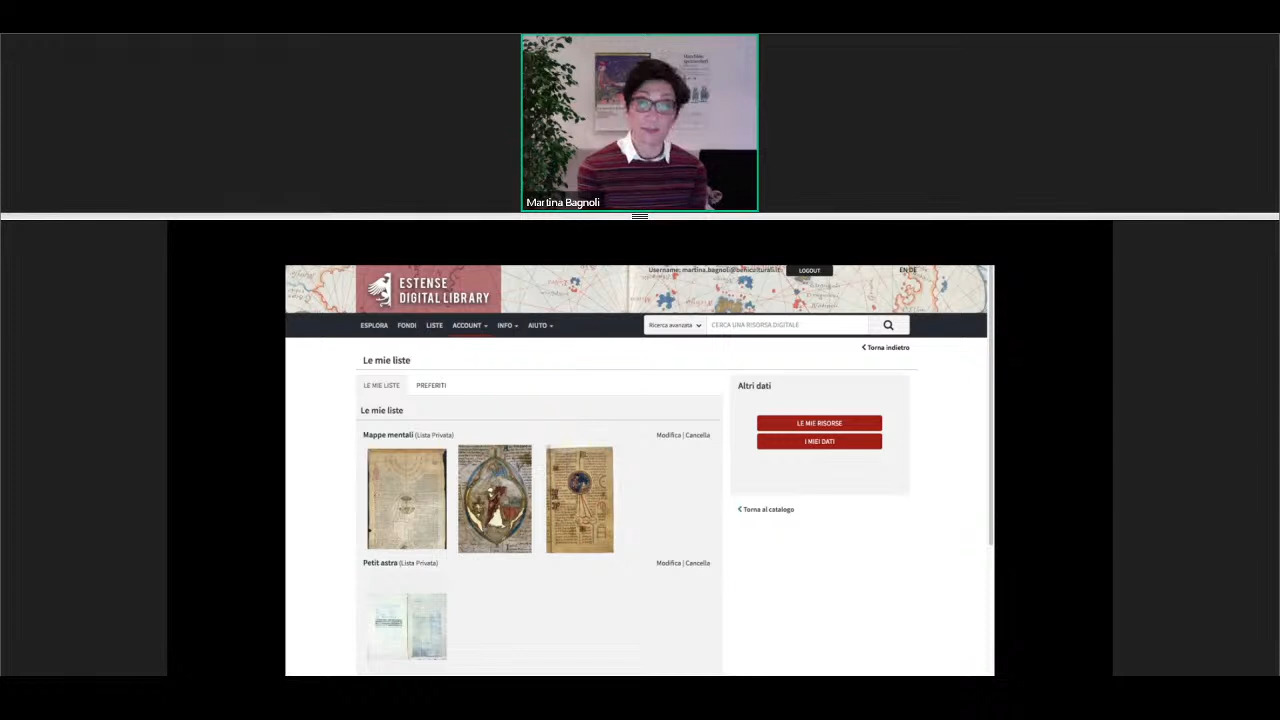 Martina Bagnoli
Username: martina.bagnoli@beniculturali.it
LOGOUT
EN DE
ESTENSE
DIGITAL LIBRARY
ESPLORA FONDI LISTE ACCOUNT INFO AIUTO
Ricerca avanzata CERCA UNA RISORSA DIGITALE
Torna indietro
Le mie liste
LE MIE LISTE PREFERITI
Altri dati
Le mie liste
LE MIE RISORSE
Mappe mentali (Lista Privata) Modifica | Cancella
I MIEI DATI
Torna al catalogo
Petit astra (Lista Privata) Modifica | Cancella